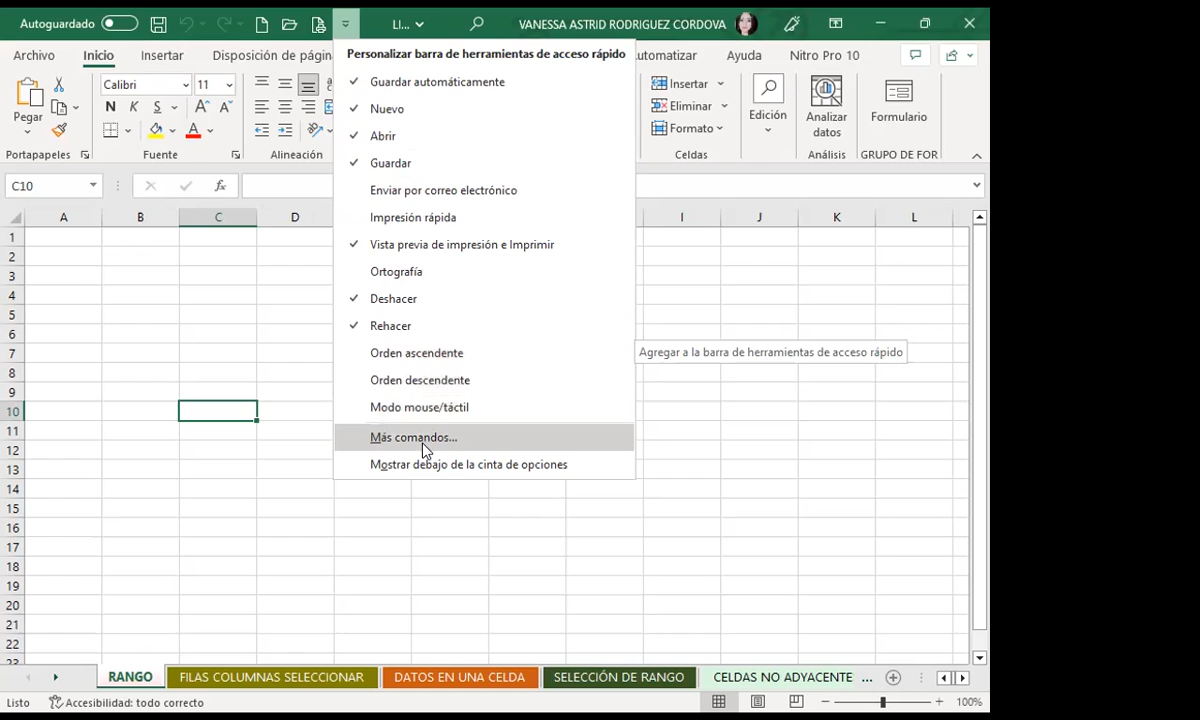 Autoguardado
LI...
VANESSA ASTRID RODRIGUEZ CORDOVA
Archivo Inicio Insertar Disposición de págin utomatizar Ayuda Nitro Pro 10
Personalizar barra de herramientas de acceso rápido
Guardar automáticamente
Nuevo
Abrir
Guardar
Enviar por correo electrónico
Impresión rápida
Vista previa de impresión e Imprimir
Ortografía
Deshacer
Rehacer
Orden ascendente
Orden descendente
Modo mouse/táctil
Más comandos...
Mostrar debajo de la cinta de opciones
Agregar a la barra de herramientas de acceso rápido
Pegar
Portapapeles
Calibri 11
N K S A A
A
Fuente
Alineación
Insertar
Eliminar
Formato
Celdas
Edición
Analizar
datos
Análisis
Formulario
GRUPO DE FOR
C10 fx
A B C D I J K L
1
2
3
4
5
6
7
8
9
10
11
12
13
14
15
16
17
18
19
20
21
22
23
RANGO FILAS COLUMNAS SELECCIONAR DATOS EN UNA CELDA SELECCIÓN DE RANGO CELDAS NO ADYACENTE ...
Listo Accesibilidad: todo correcto 100%